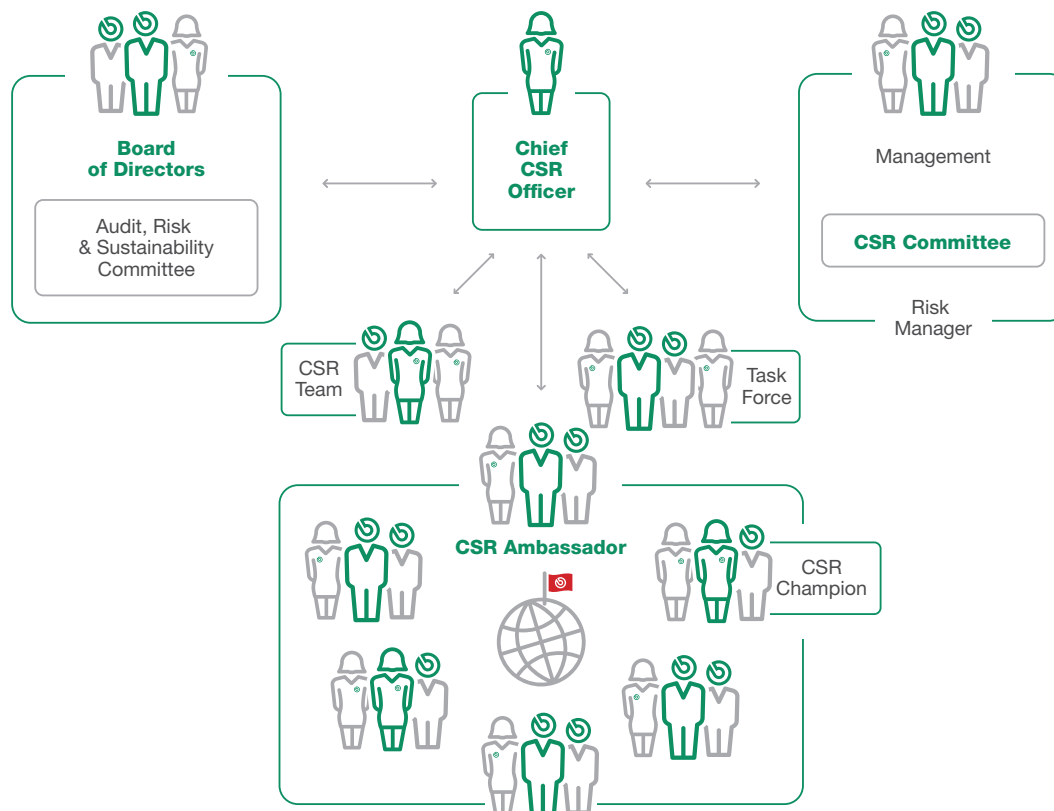 Board
of Directors
Audit, Risk
& Sustainability
Committee
Chief
CSR
Officer
Management
CSR Committee
Risk
Manager
CSR
Team
Task
Force
CSR Ambassador
CSR
Champion